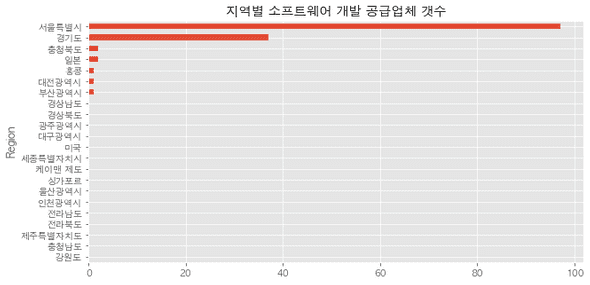 지역별 소프트웨어 개발 공급업체 갯수
Region
서울특별시
경기도
충청북도
일본
홍콩
대전광역시
부산광역시
경상남도
경상북도
광주광역시
대구광역시
미국
세종특별자치시
케이맨 제도
싱가포르
울산광역시
인천광역시
전라남도
전라북도
제주특별자치도
충청남도
강원도
0 20 40 60 80 100